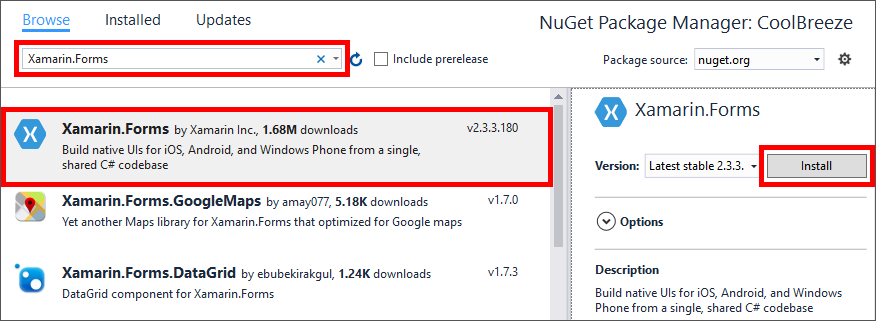 Browse Installed Updates NuGet Package Manager: CoolBreeze
Xamarin.Forms Include prerelease Package source: nuget.org
Xamarin.Forms by Xamarin Inc., 1.68M downloads v2.3.3.180
Build native UIs for iOS, Android, and Windows Phone from a single,
shared C# codebase
Xamarin.Forms.GoogleMaps by amay077, 5.18K downloads v1.7.0
Yet another Maps library for Xamarin.Forms that optimized for Google maps
Xamarin.Forms.DataGrid by ebubekirakgul, 1.24K downloads v1.7.3
DataGrid component for Xamarin.Forms
Xamarin.Forms
Version: Latest stable 2.3.3. Install
Options
Description
Build native UIs for iOS, Android, and Windows Phone from a single, shared C# codebase